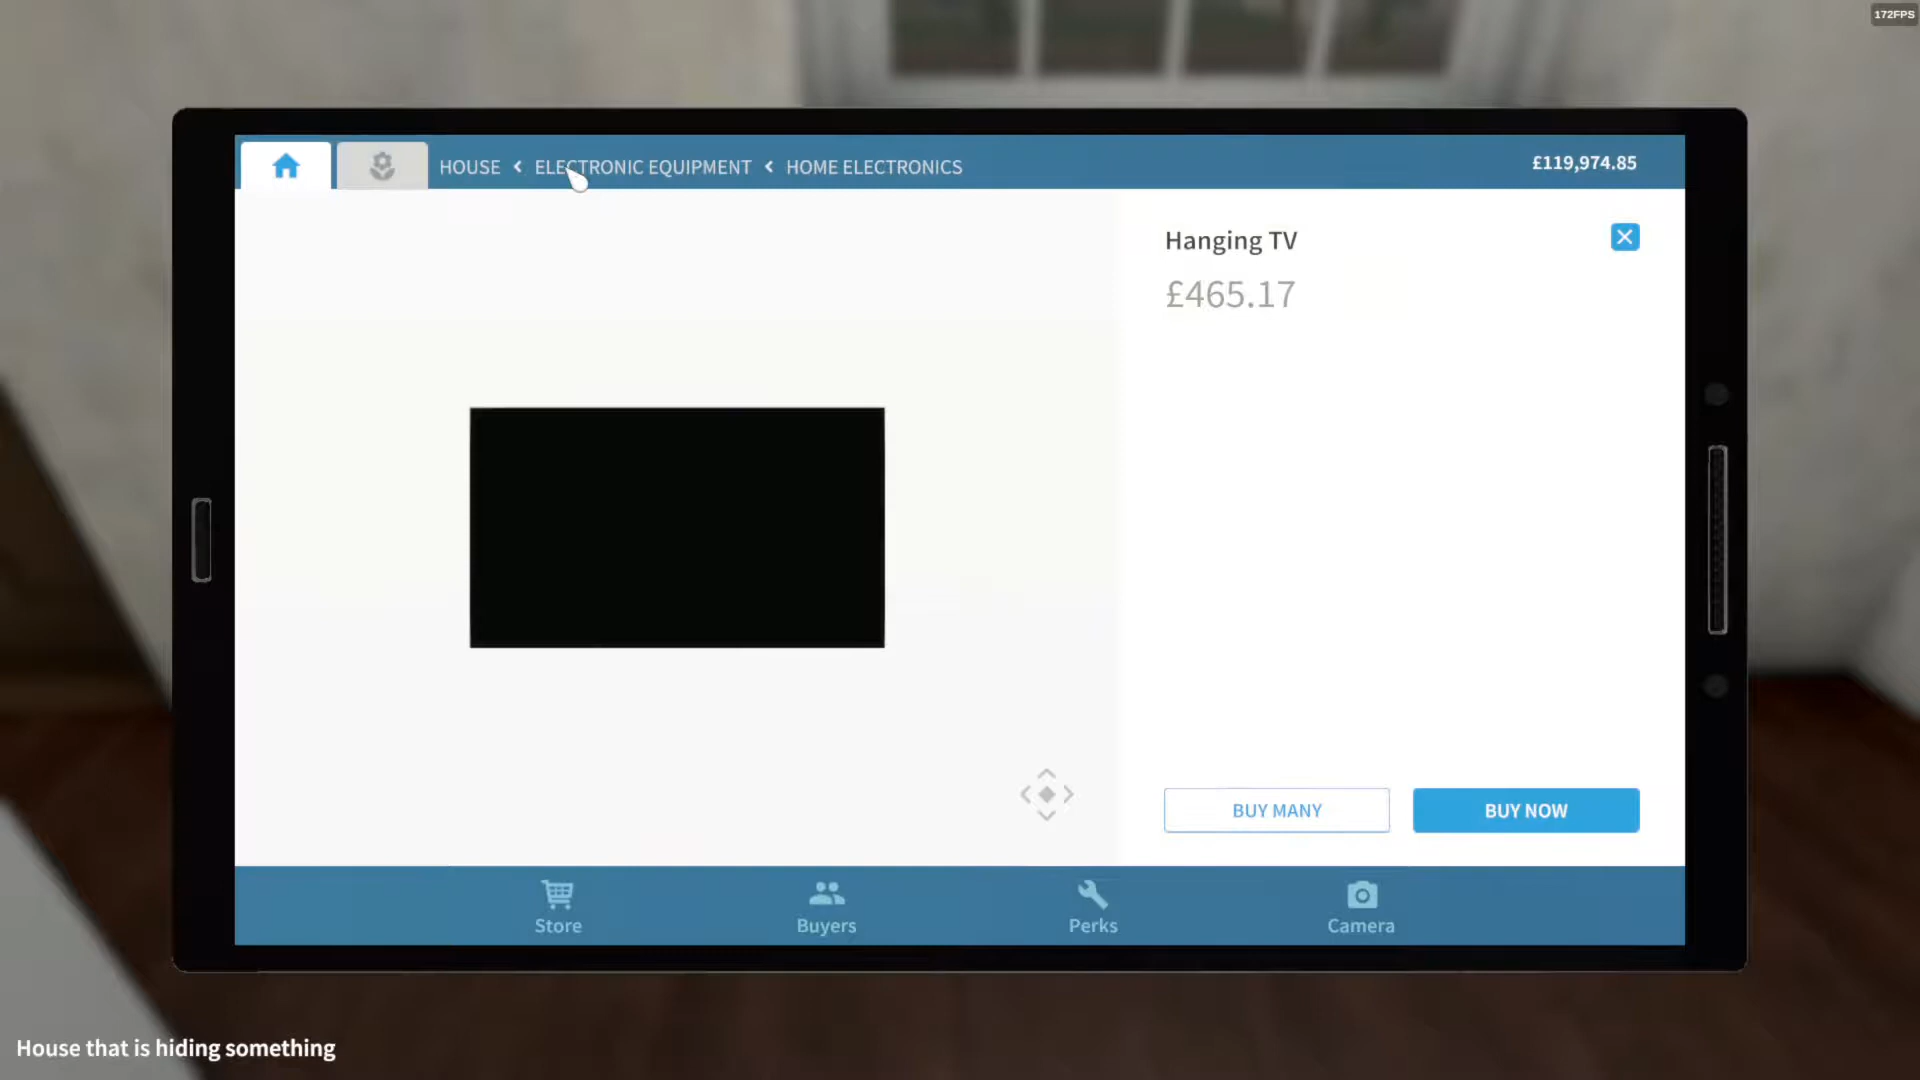 172FPS
HOUSE < ELECTRONIC EQUIPMENT < HOME ELECTRONICS
£119,974.85
Hanging TV
£465.17
BUY MANY
BUY NOW
Store
Buyers
Perks
Camera
House that is hiding something